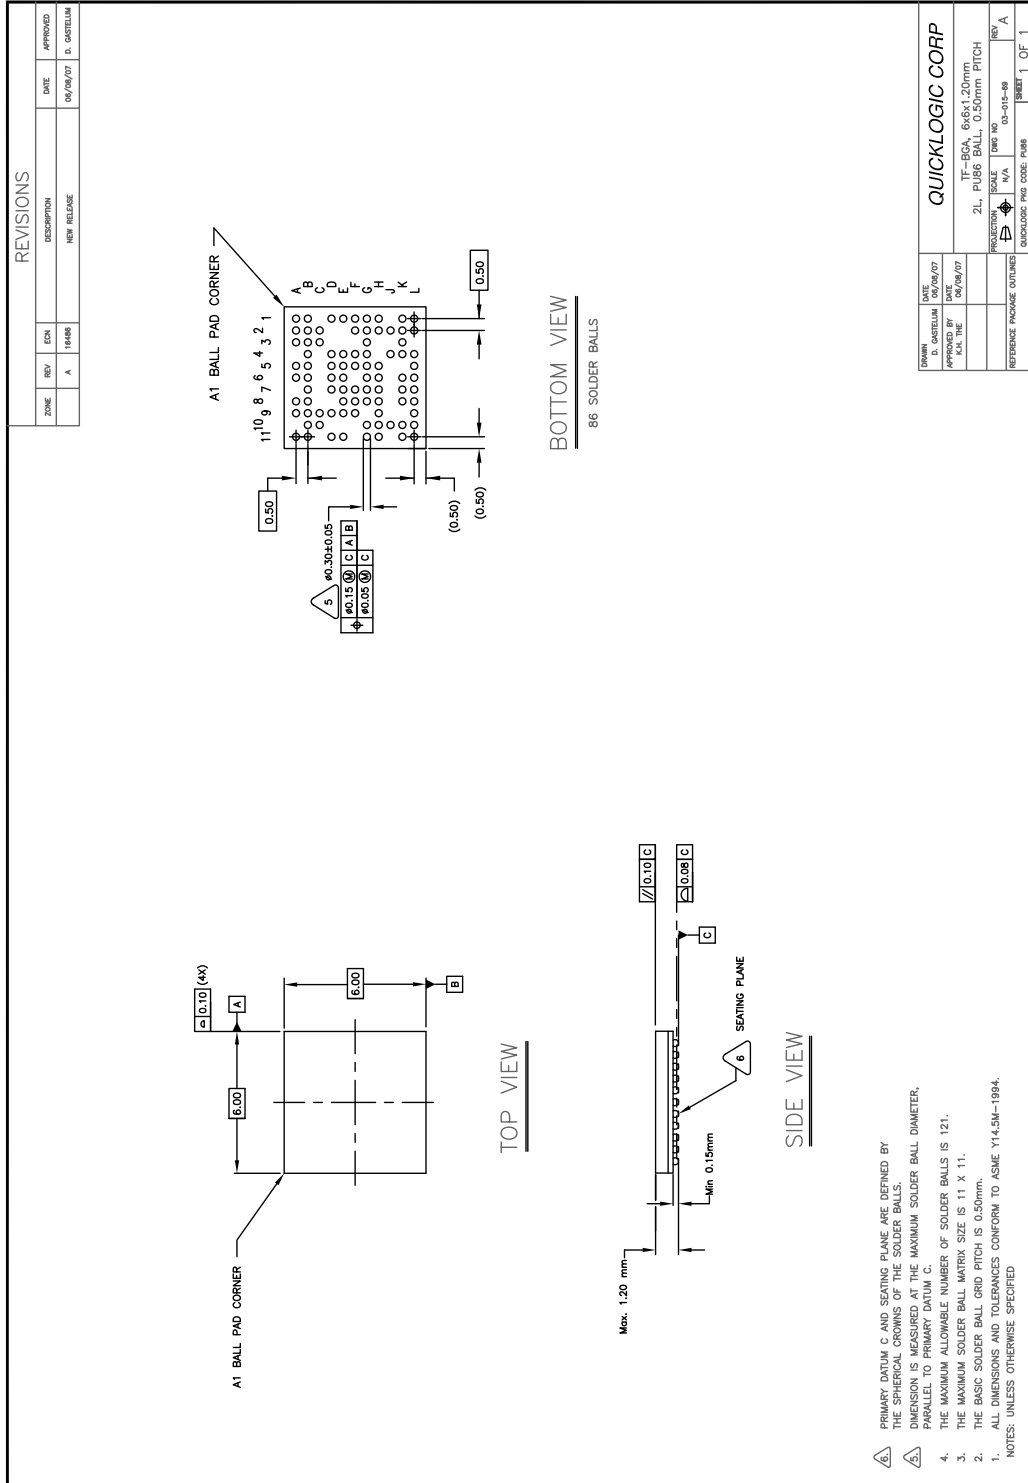 REVISIONS
ZONE REV ECN DESCRIPTION DATE APPROVED
A 16486 NEW RELEASE 06/08/07 D. GASTELUM
A1 BALL PAD CORNER
0.10 (4X)
A
6.00
6.00
B
TOP VIEW
A1 BALL PAD CORNER
11 10 9 8 7 6 5 4 3 2 1
A
B
C
D
E
F
G
H
J
K
L
0.50
5
ø0.30±0.05
ø0.15 Ⓜ C A B
ø0.05 Ⓜ C
(0.50)
(0.50)
0.50
BOTTOM VIEW
86 SOLDER BALLS
Max. 1.20 mm
Min 0.15mm
// 0.10 C
0.08 C
C
6
SEATING PLANE
SIDE VIEW
6. PRIMARY DATUM C AND SEATING PLANE ARE DEFINED BY
THE SPHERICAL CROWNS OF THE SOLDER BALLS.
5. DIMENSION IS MEASURED AT THE MAXIMUM SOLDER BALL DIAMETER,
PARALLEL TO PRIMARY DATUM C.
4. THE MAXIMUM ALLOWABLE NUMBER OF SOLDER BALLS IS 121.
3. THE MAXIMUM SOLDER BALL MATRIX SIZE IS 11 X 11.
2. THE BASIC SOLDER BALL GRID PITCH IS 0.50mm.
1. ALL DIMENSIONS AND TOLERANCES CONFORM TO ASME Y14.5M-1994.
NOTES: UNLESS OTHERWISE SPECIFIED
DRAWN
D. GASTELUM
DATE
06/08/07
APPROVED BY
K.H. THE
DATE
06/08/07
REFERENCE PACKAGE OUTLINES
QUICKLOGIC CORP
TF-BGA, 6x6x1.20mm
2L, PU86 BALL, 0.50mm PITCH
PROJECTION
SCALE
N/A
DWG NO
03-015-69
REV
A
QUICKLOGIC PKG CODE: PU86
SHEET 1 OF 1